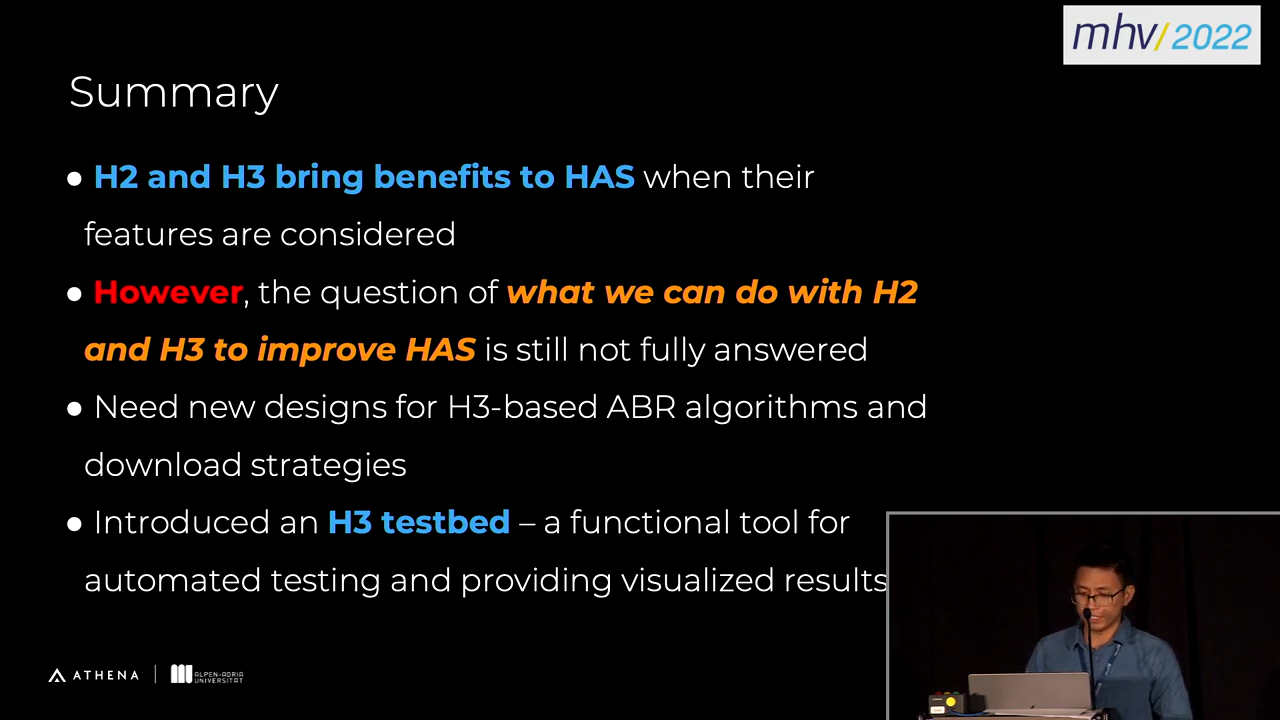 mhv/2022
Summary
● H2 and H3 bring benefits to HAS when their
features are considered
● However, the question of what we can do with H2
and H3 to improve HAS is still not fully answered
● Need new designs for H3-based ABR algorithms and
download strategies
● Introduced an H3 testbed – a functional tool for
automated testing and providing visualized results
ATHENA
ALPEN-ADRIA
UNIVERSITÄT